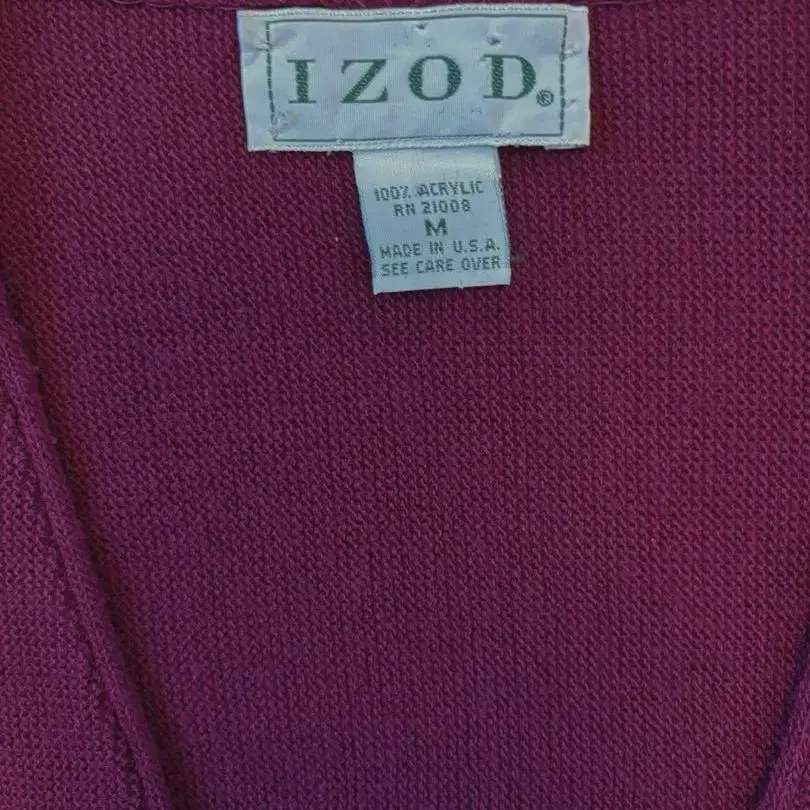 IZOD®
100% ACRYLIC
RN 21008
M
MADE IN U.S.A.
SEE CARE OVER